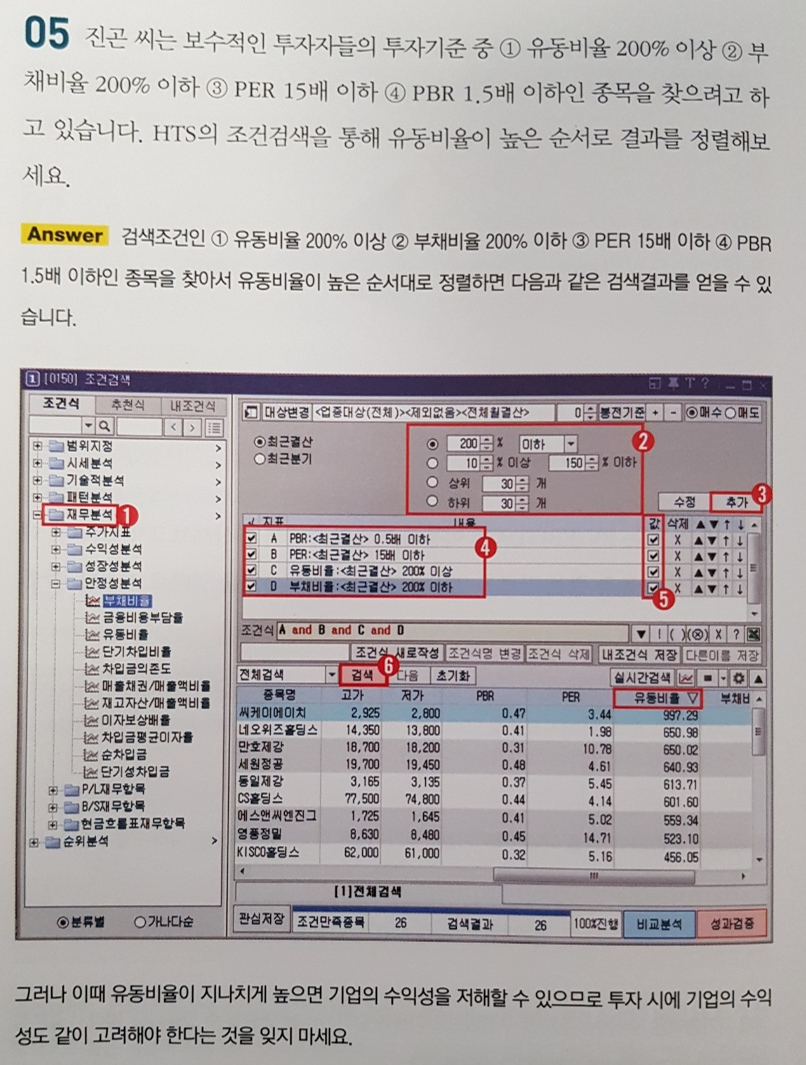 05 진곤 씨는 보수적인 투자자들의 투자기준 중 ① 유동비율 200% 이상 ② 부
채비율 200% 이하 ③ PER 15배 이하 ④ PBR 1.5배 이하인 종목을 찾으려고 하
고 있습니다. HTS의 조건검색을 통해 유동비율이 높은 순서로 결과를 정렬해보
세요.
Answer 검색조건인 ① 유동비율 200% 이상 ② 부채비율 200% 이하 ③ PER 15배 이하 ④ PBR
1.5배 이하인 종목을 찾아서 유동비율이 높은 순서대로 정렬하면 다음과 같은 검색결과를 얻을 수 있
습니다.
1 [0150] 조건검색
조건식 추천식 내조건식
범위지정
시세분석
기술적분석
패턴분석
재무분석 1
주가지표
수익성분석
성장성분석
안정성분석
부채비율
금융비용부담율
유동비율
단기차입비율
차입금의존도
매출채권/매출액비율
재고자산/매출액비율
이자보상배율
차입금평균이자율
순차입금
단기성차입금
P/L재무항목
B/S재무항목
현금흐름표재무항목
순위분석
분류별 가나다순
대상변경 <업종대상(전체)><제외없음><전체월결산> 0 봉전기준 + - 매수 매도
최근결산 200 % 이하 2
최근분기 10 % 이상 150 % 이하
상위 30 개
하위 30 개
수정 추가 3
지표 내용 값 삭제 ▲▼↑↓
A PBR:<최근결산> 0.5배 이하 X ▲▼↑↓
B PER:<최근결산> 15배 이하 4 X ▲▼↑↓
C 유동비율:<최근결산> 200% 이상 X ▲▼↑↓
D 부채비율:<최근결산> 200% 이하 X ▲▼↑↓
5
조건식 A and B and C and D ▼ ! ( )(⊗) X ?
조건식 새로작성 조건식명 변경 조건식 삭제 내조건식 저장 다른이름 저장
6
전체검색 검색 다음 초기화 실시간검색
종목명 고가 저가 PBR PER 유동비율 ▽ 부채비
씨케이에이치 2,925 2,800 0.47 3.44 997.29
네오위즈홀딩스 14,350 13,800 0.41 1.98 650.98
만호제강 18,700 18,200 0.31 10.78 650.02
세원정공 19,700 19,450 0.48 4.61 640.93
동일제강 3,165 3,135 0.37 5.45 613.71
CS홀딩스 77,500 74,800 0.44 4.14 601.60
에스앤씨엔진그 1,725 1,645 0.41 5.02 559.34
영풍정밀 8,630 8,480 0.45 14.71 523.10
KISCO홀딩스 62,000 61,000 0.32 5.16 456.05
[1]전체검색
관심저장 조건만족종목 26 검색결과 26 100%진행 비교분석 성과검증
그러나 이때 유동비율이 지나치게 높으면 기업의 수익성을 저해할 수 있으므로 투자 시에 기업의 수익
성도 같이 고려해야 한다는 것을 잊지 마세요.